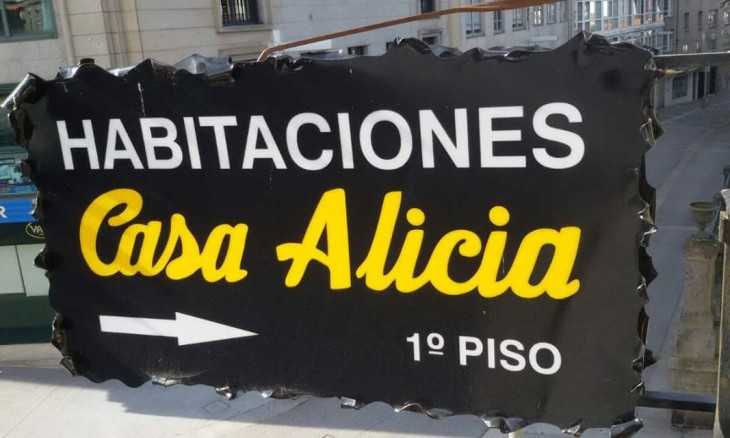 HABITACIONES
Casa Alicia
1º PISO